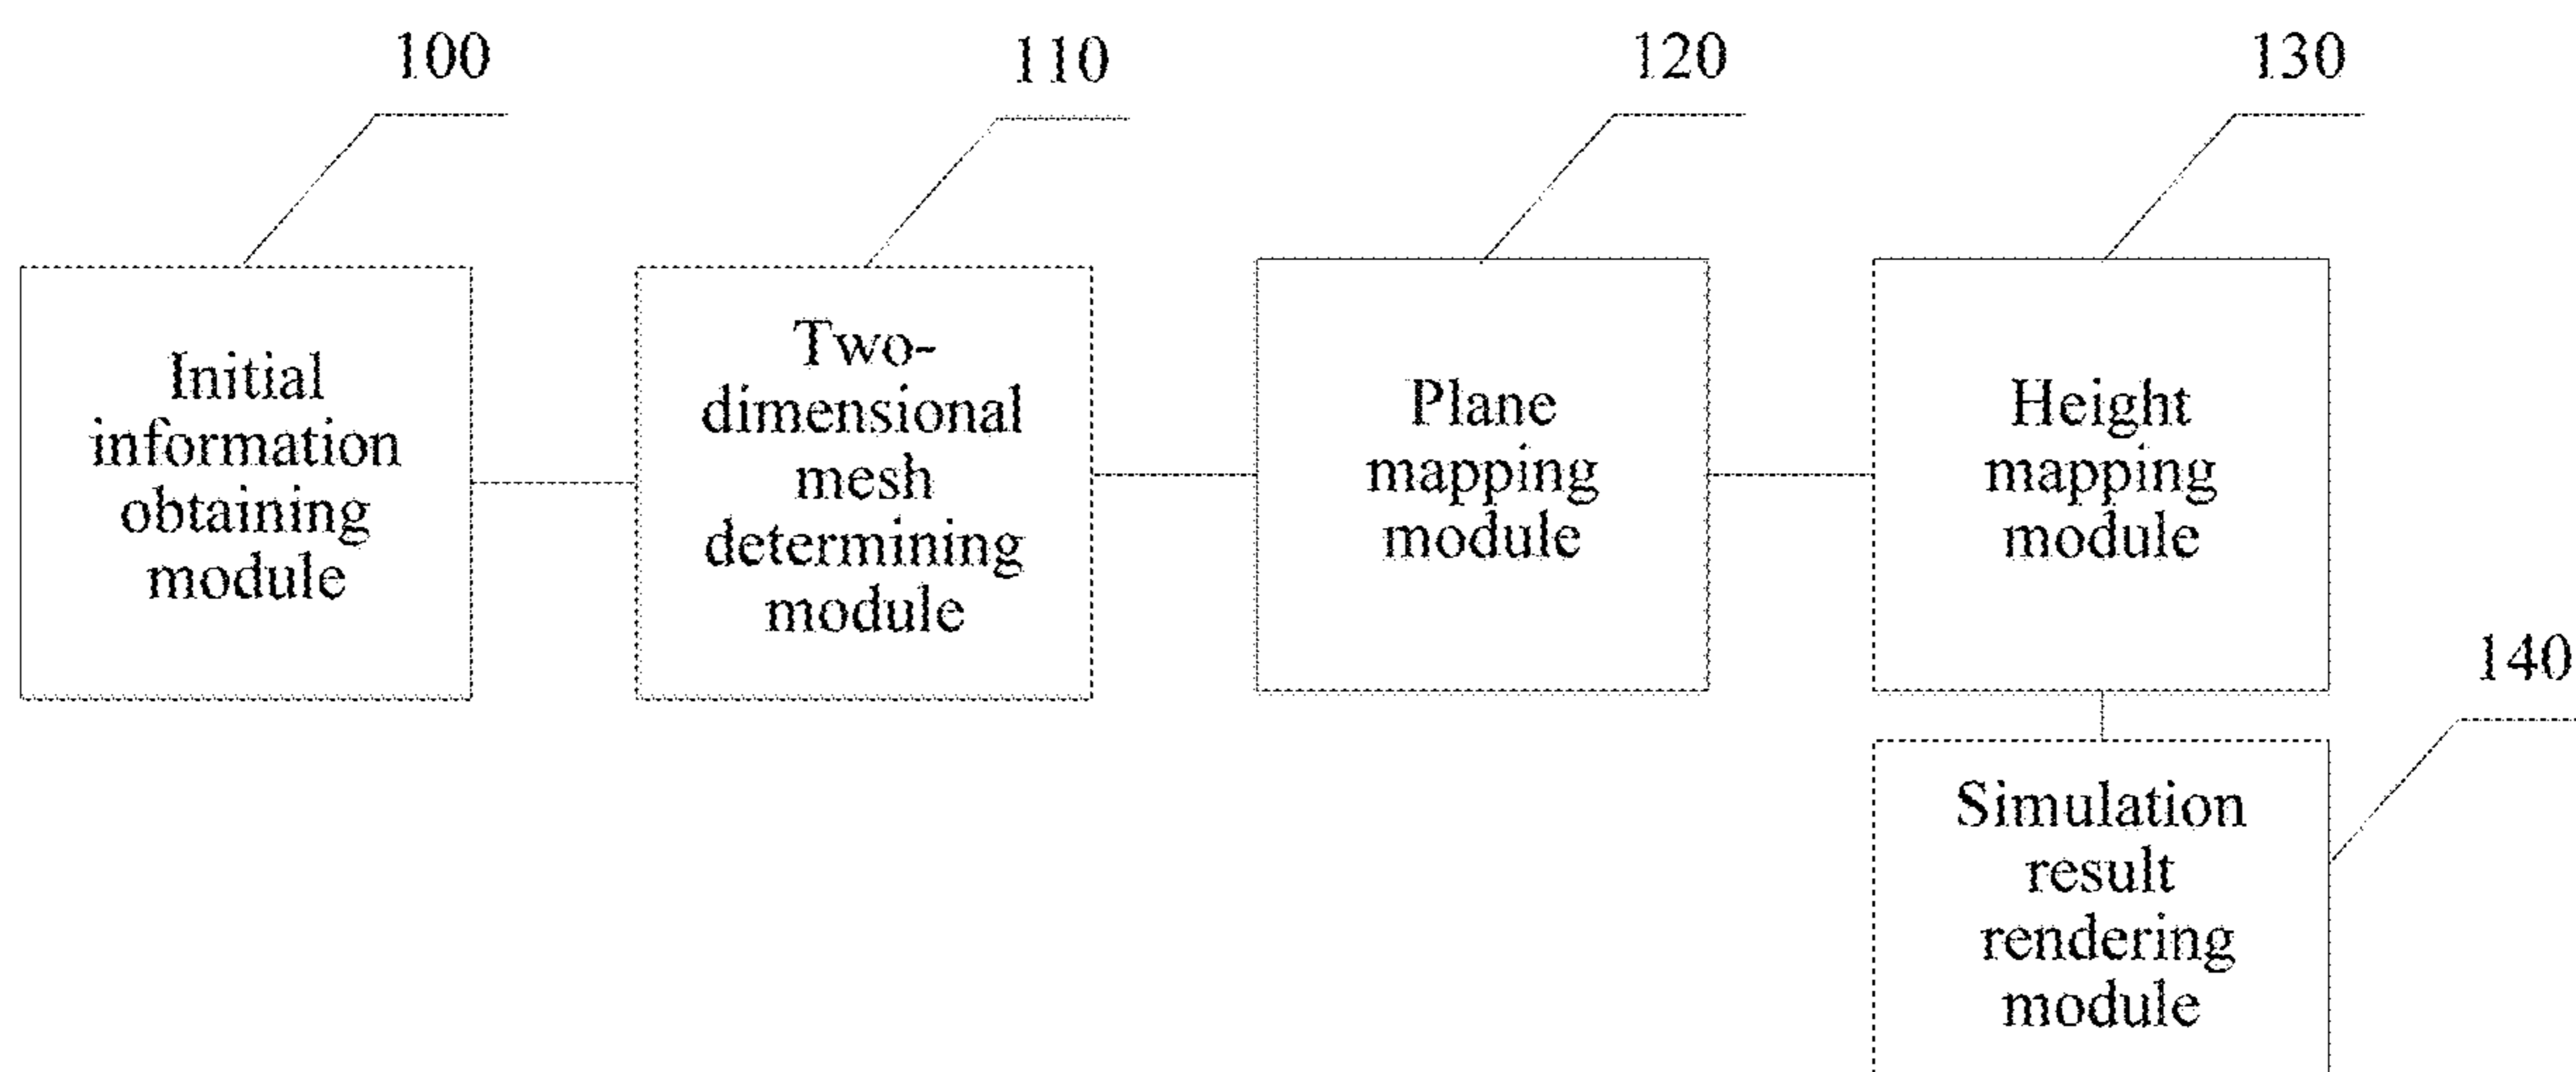 100
110
120
130
Initial
information
obtaining
module
Two-
dimensional
mesh
determining
module
Plane
mapping
module
Height
mapping
module
140
Simulation
result
rendering
module